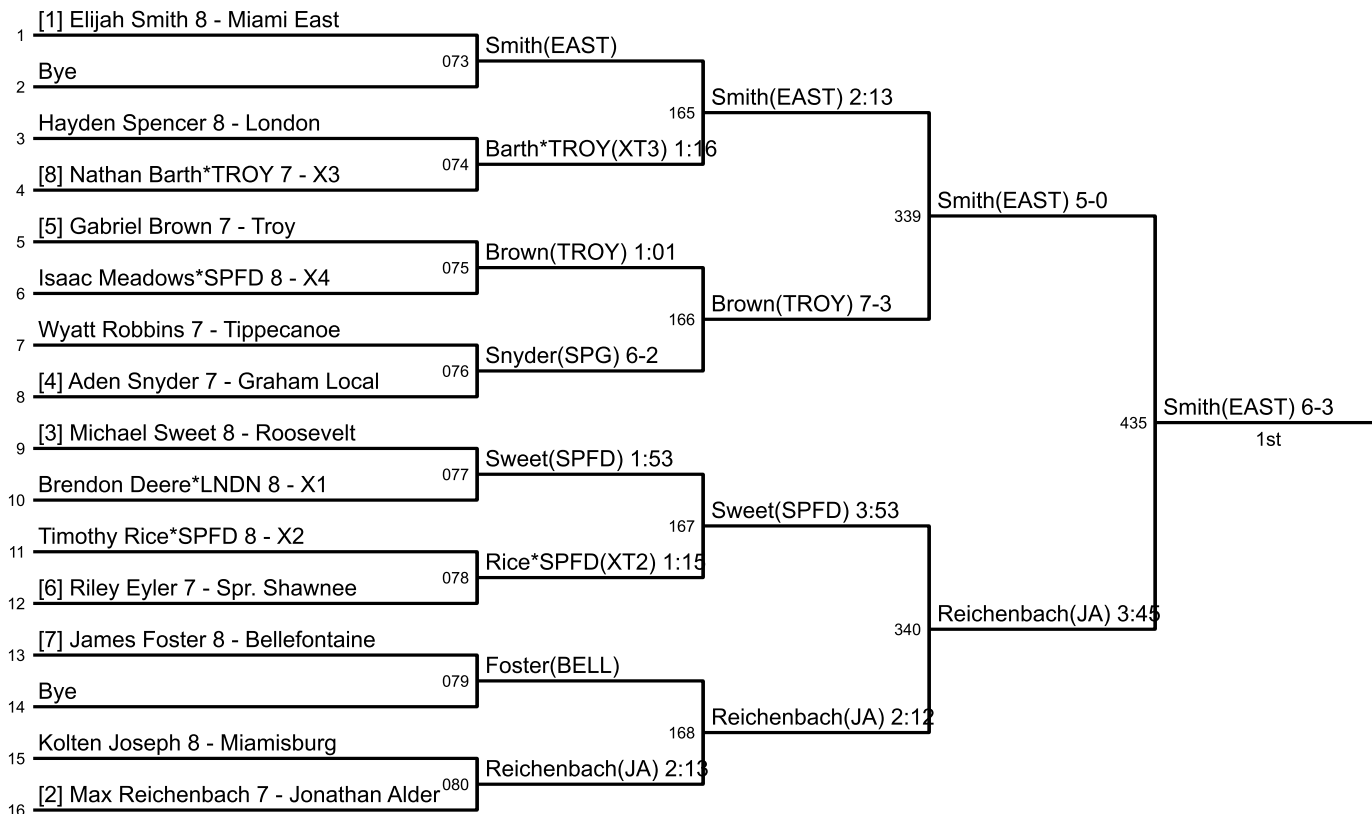 [1] Elijah Smith 8 - Miami East
1
Bye
2
073
Smith(EAST)
Hayden Spencer 8 - London
3
[8] Nathan Barth*TROY 7 - X3
4
074
Barth*TROY(XT3) 1:16
165
Smith(EAST) 2:13
[5] Gabriel Brown 7 - Troy
5
Isaac Meadows*SPFD 8 - X4
6
075
Brown(TROY) 1:01
Wyatt Robbins 7 - Tippecanoe
7
[4] Aden Snyder 7 - Graham Local
8
076
Snyder(SPG) 6-2
166
Brown(TROY) 7-3
339
Smith(EAST) 5-0
[3] Michael Sweet 8 - Roosevelt
9
Brendon Deere*LNDN 8 - X1
10
077
Sweet(SPFD) 1:53
Timothy Rice*SPFD 8 - X2
11
[6] Riley Eyler 7 - Spr. Shawnee
12
078
Rice*SPFD(XT2) 1:15
167
Sweet(SPFD) 3:53
[7] James Foster 8 - Bellefontaine
13
Bye
14
079
Foster(BELL)
Kolten Joseph 8 - Miamisburg
15
[2] Max Reichenbach 7 - Jonathan Alder
16
080
Reichenbach(JA) 2:13
168
Reichenbach(JA) 2:12
340
Reichenbach(JA) 3:45
435
Smith(EAST) 6-3
1st